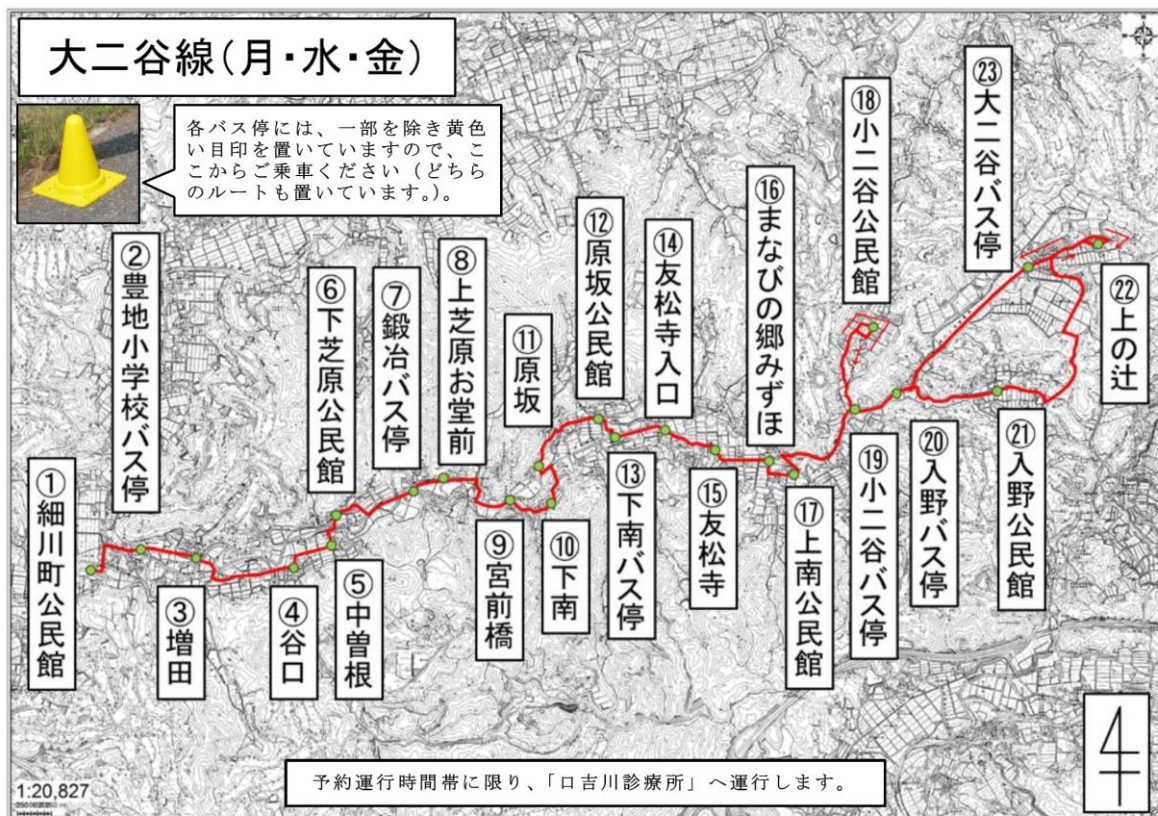 大二谷線(月・水・金)
各バス停には、一部を除き黄色
い目印を置いていますので、こ
こからご乗車ください（どちら
のルートも置いています。）。
①細川町公民館
②豊地小学校バス停
③増田
④谷口
⑤中曽根
⑥下芝原公民館
⑦鍛冶バス停
⑧上芝原お堂前
⑨宮前橋
⑩下南
⑪原坂
⑫原坂公民館
⑬下南バス停
⑭友松寺入口
⑮友松寺
⑯まなびの郷みずほ
⑰上南公民館
⑱小二谷公民館
⑲小二谷バス停
⑳入野バス停
㉑入野公民館
㉒上の辻
㉓大二谷バス停
予約運行時間帯に限り、「口吉川診療所」へ運行します。
1:20,827